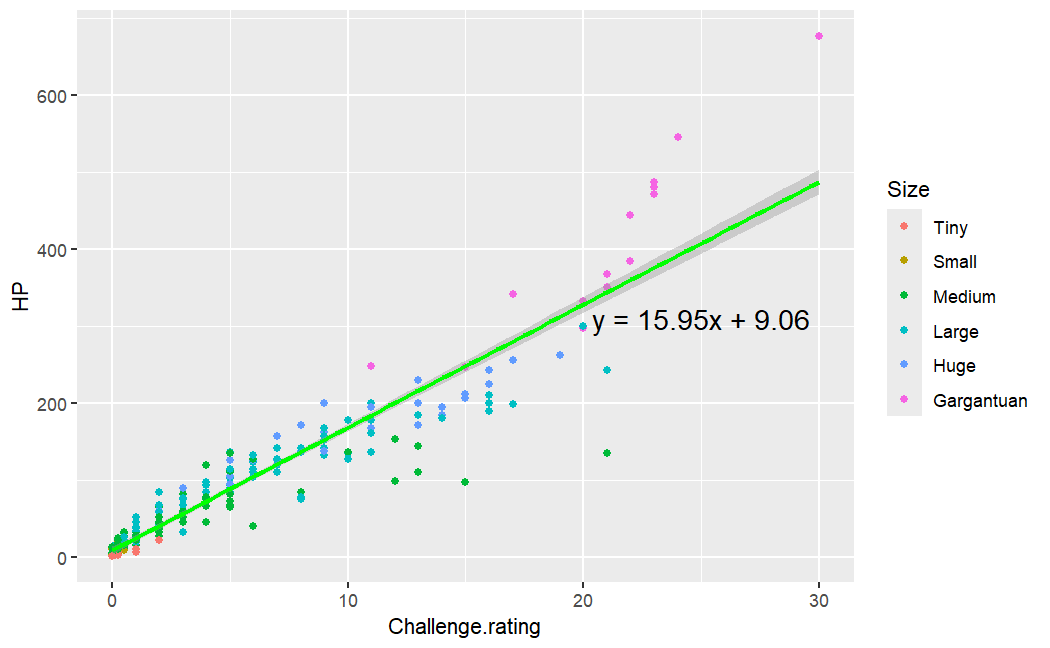 600
400
200
0
HP
y = 15.95x + 9.06
0 10 20 30
Challenge.rating
Size
Tiny
Small
Medium
Large
Huge
Gargantuan